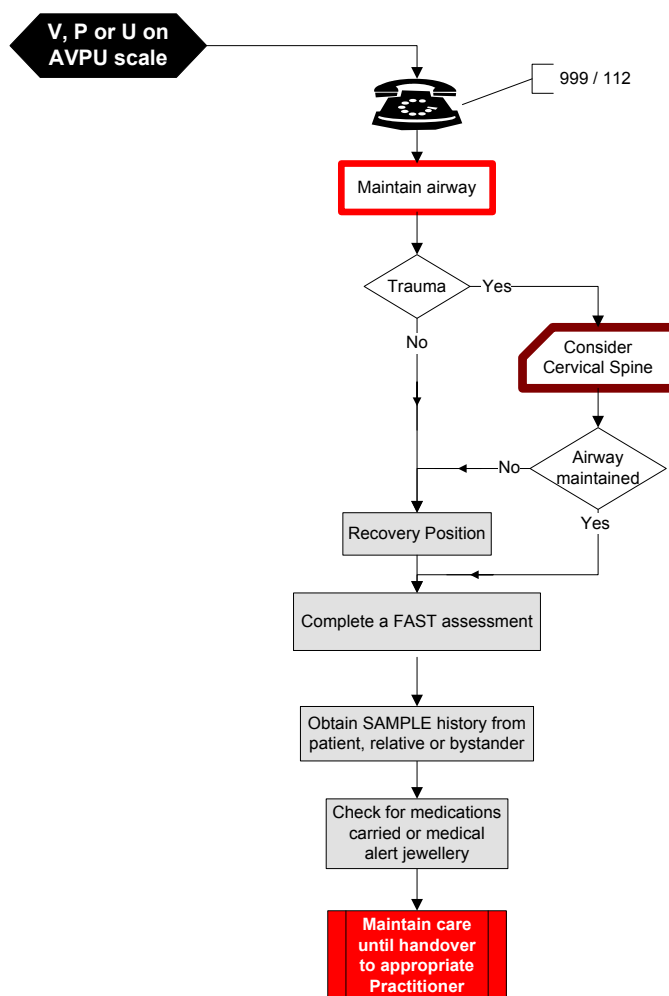 V, P or U on
AVPU scale
999 / 112
Maintain airway
Trauma
Yes
No
Consider
Cervical Spine
Airway
maintained
No
Yes
Recovery Position
Complete a FAST assessment
Obtain SAMPLE history from
patient, relative or bystander
Check for medications
carried or medical
alert jewellery
Maintain care
until handover
to appropriate
Practitioner